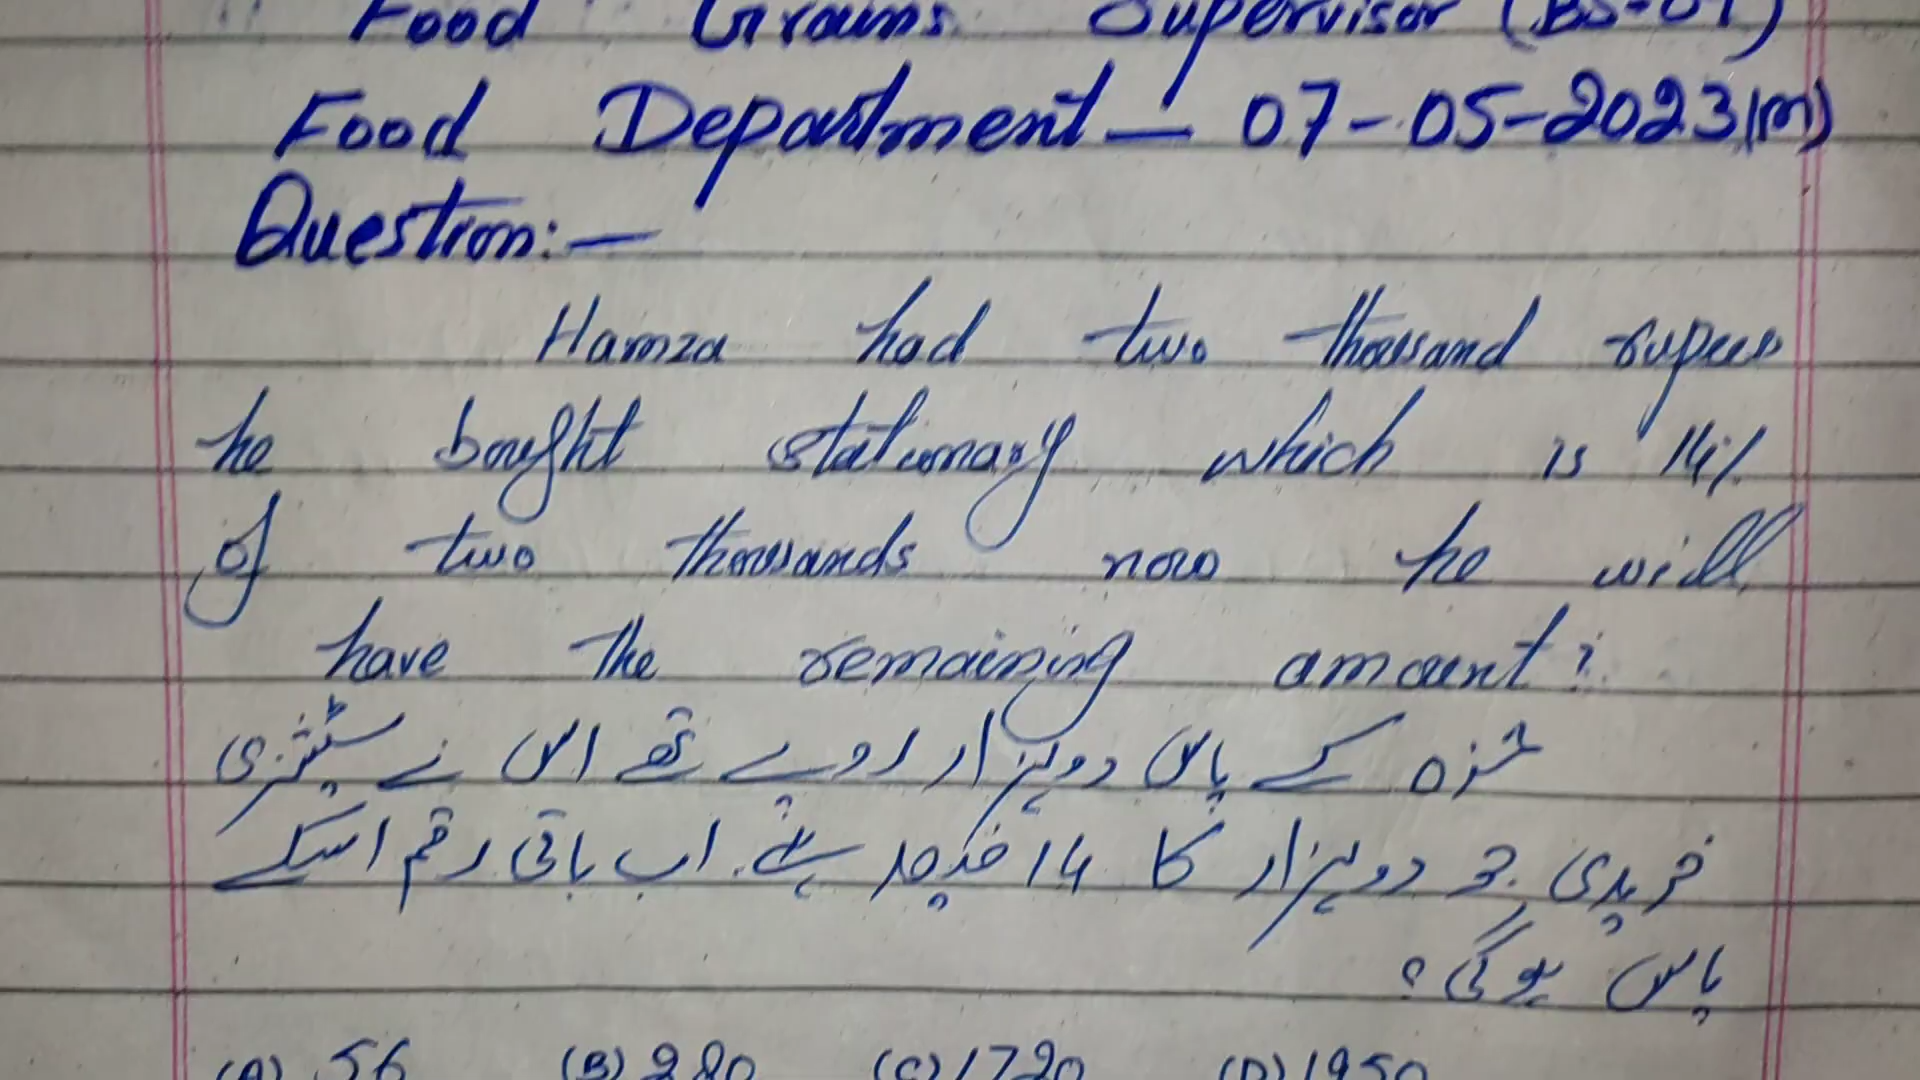 Food Grains Supervisor (BS-09)
Food Department — 07-05-2023(M)
Question:—
Hamza had two thousand rupees
he bought stationary which is 14%
of two thousands now he will
have the remaining amount?
حمزہ کے پاس دو ہزار روپے تھے اس نے سٹیشنری
خریدی جو دو ہزار کا 14 فیصد ہے۔ اب باقی رقم اسکے
پاس ہوگی؟
(A) 56 (B) 280 (C) 1720 (D) 1950